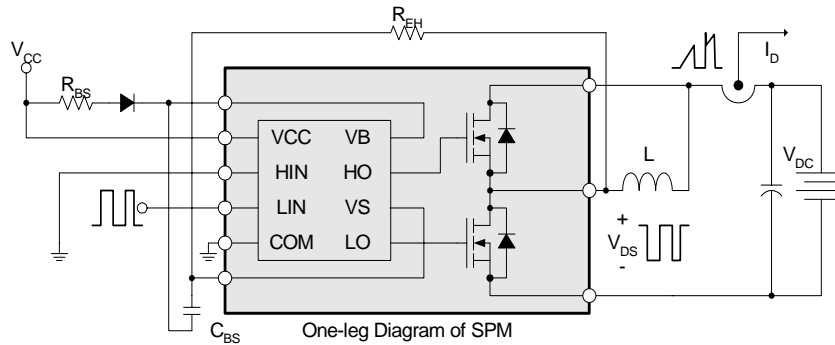 R_EH
V_CC
I_D
R_BS
VCC VB
L
V_DC
HIN HO
LIN VS
+
V_DS
-
COM LO
C_BS
One-leg Diagram of SPM